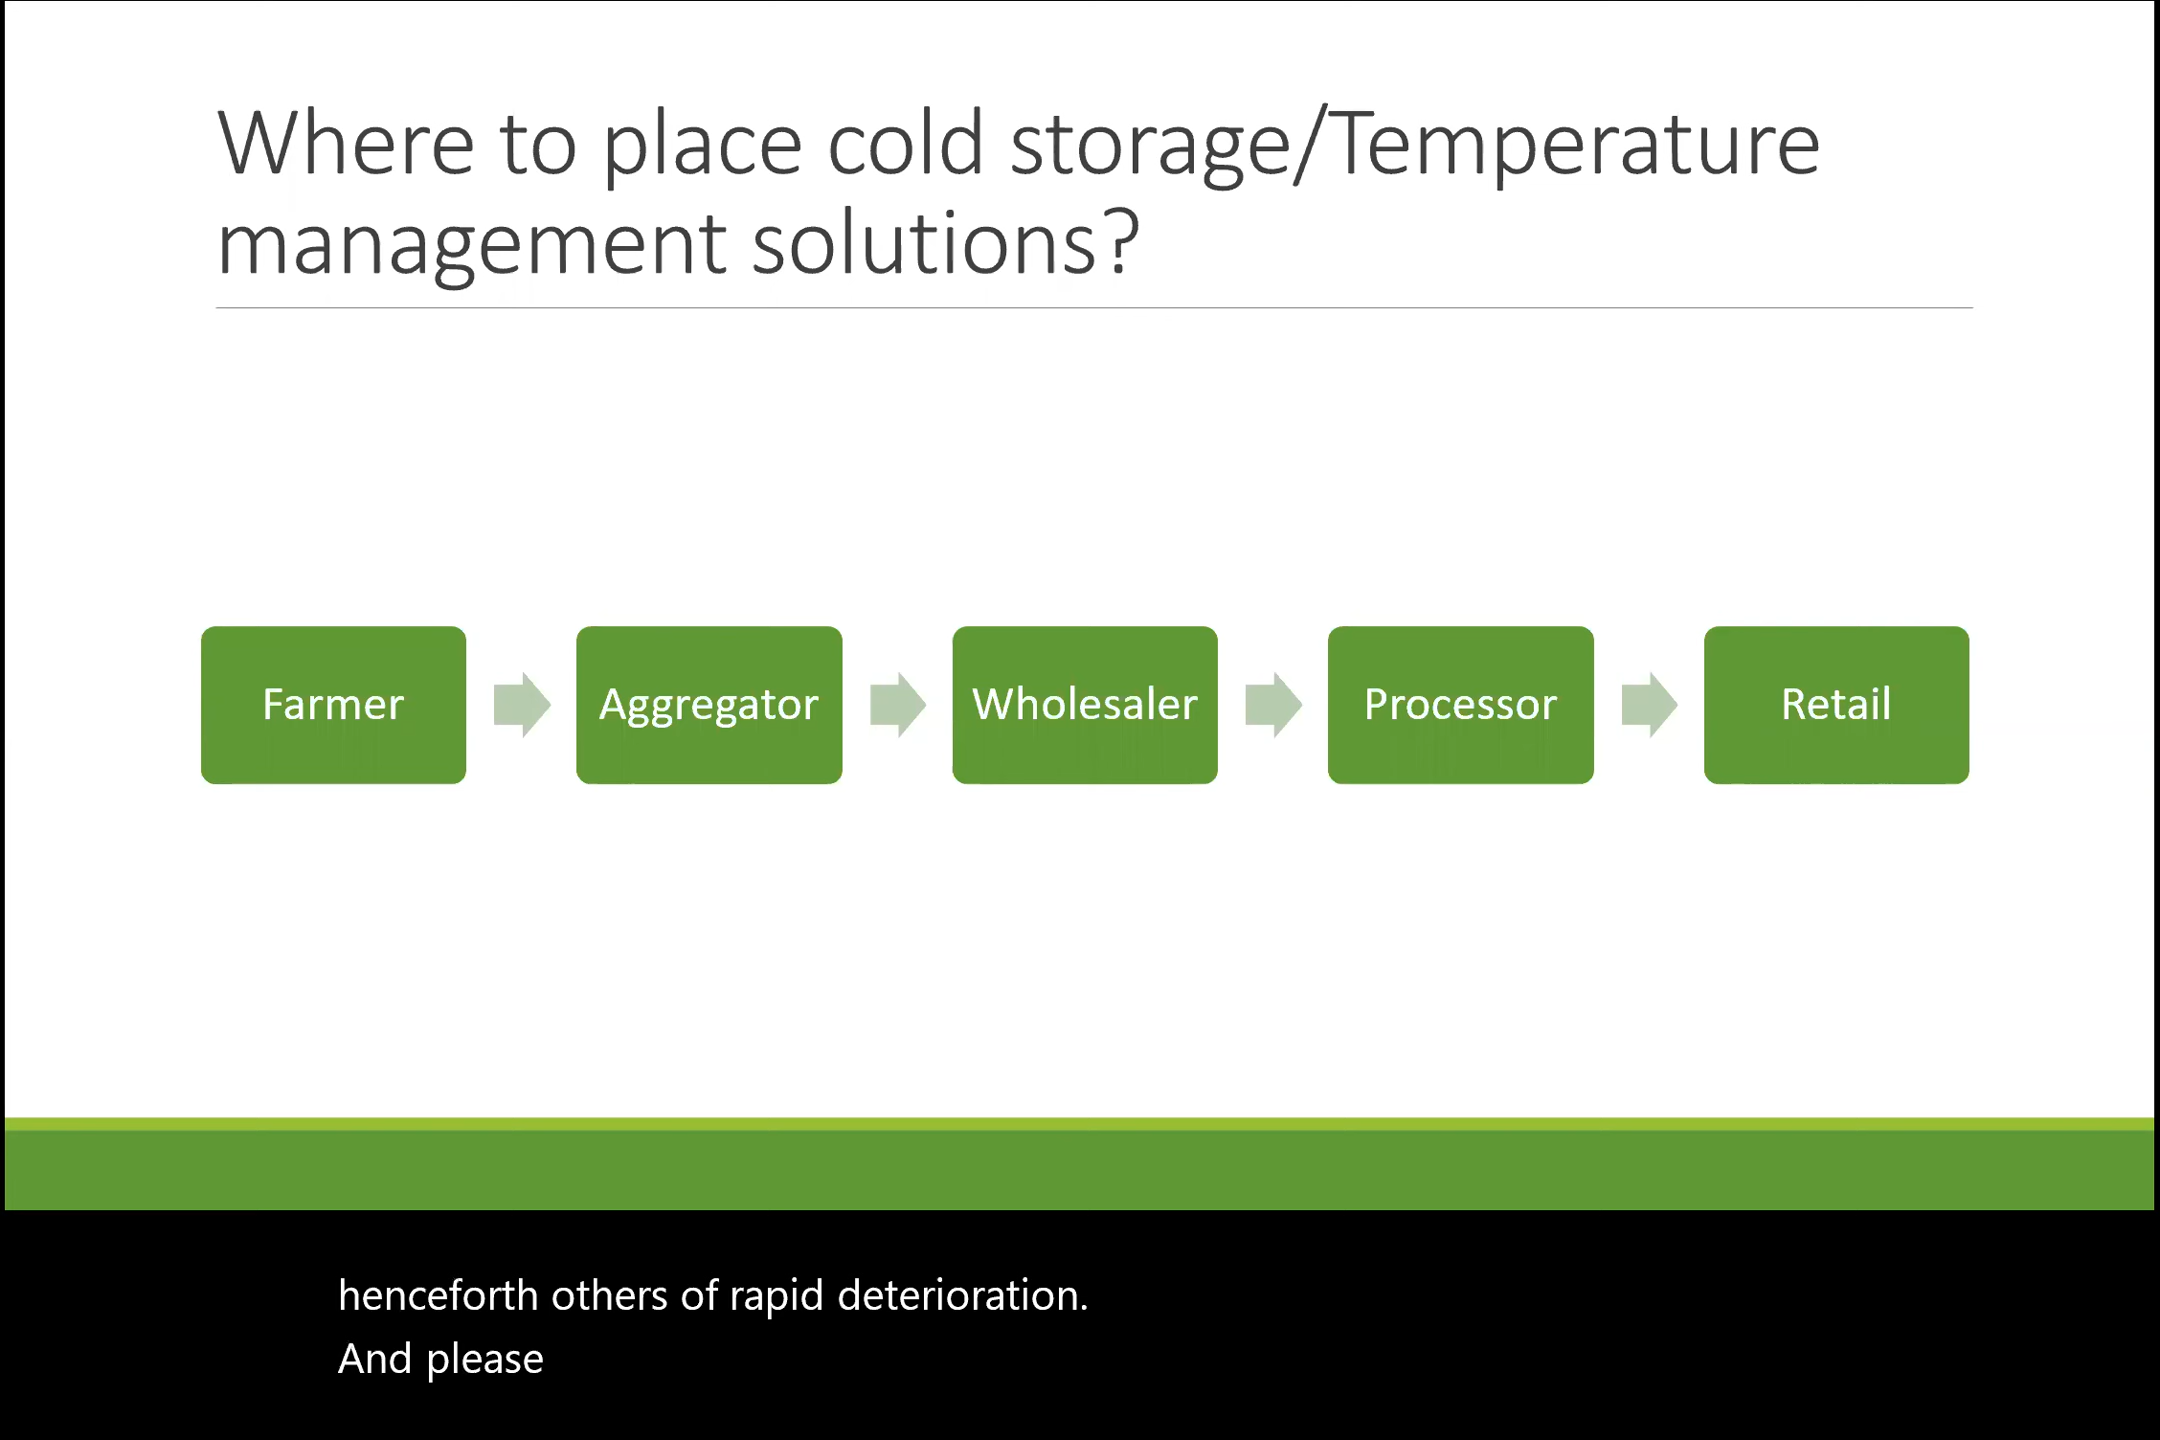 Where to place cold storage/Temperature
management solutions?
Farmer
Aggregator
Wholesaler
Processor
Retail
henceforth others of rapid deterioration.
And please